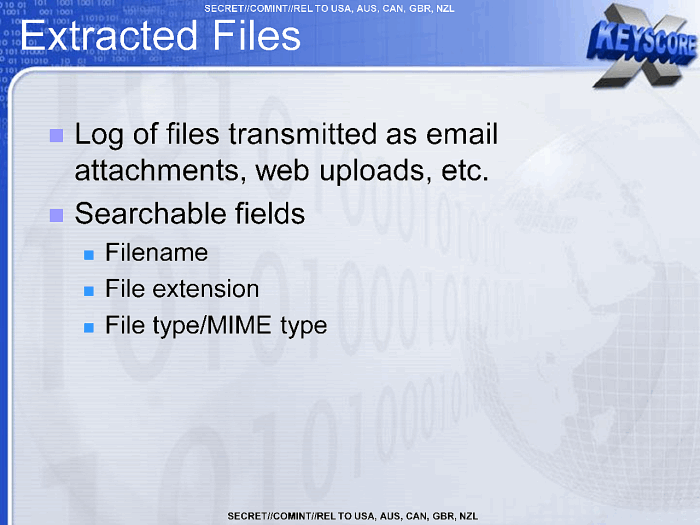 SECRET//COMINT//REL TO USA, AUS, CAN, GBR, NZL
Extracted Files
X KEYSCORE
Log of files transmitted as email
attachments, web uploads, etc.
Searchable fields
Filename
File extension
File type/MIME type
SECRET//COMINT//REL TO USA, AUS, CAN, GBR, NZL